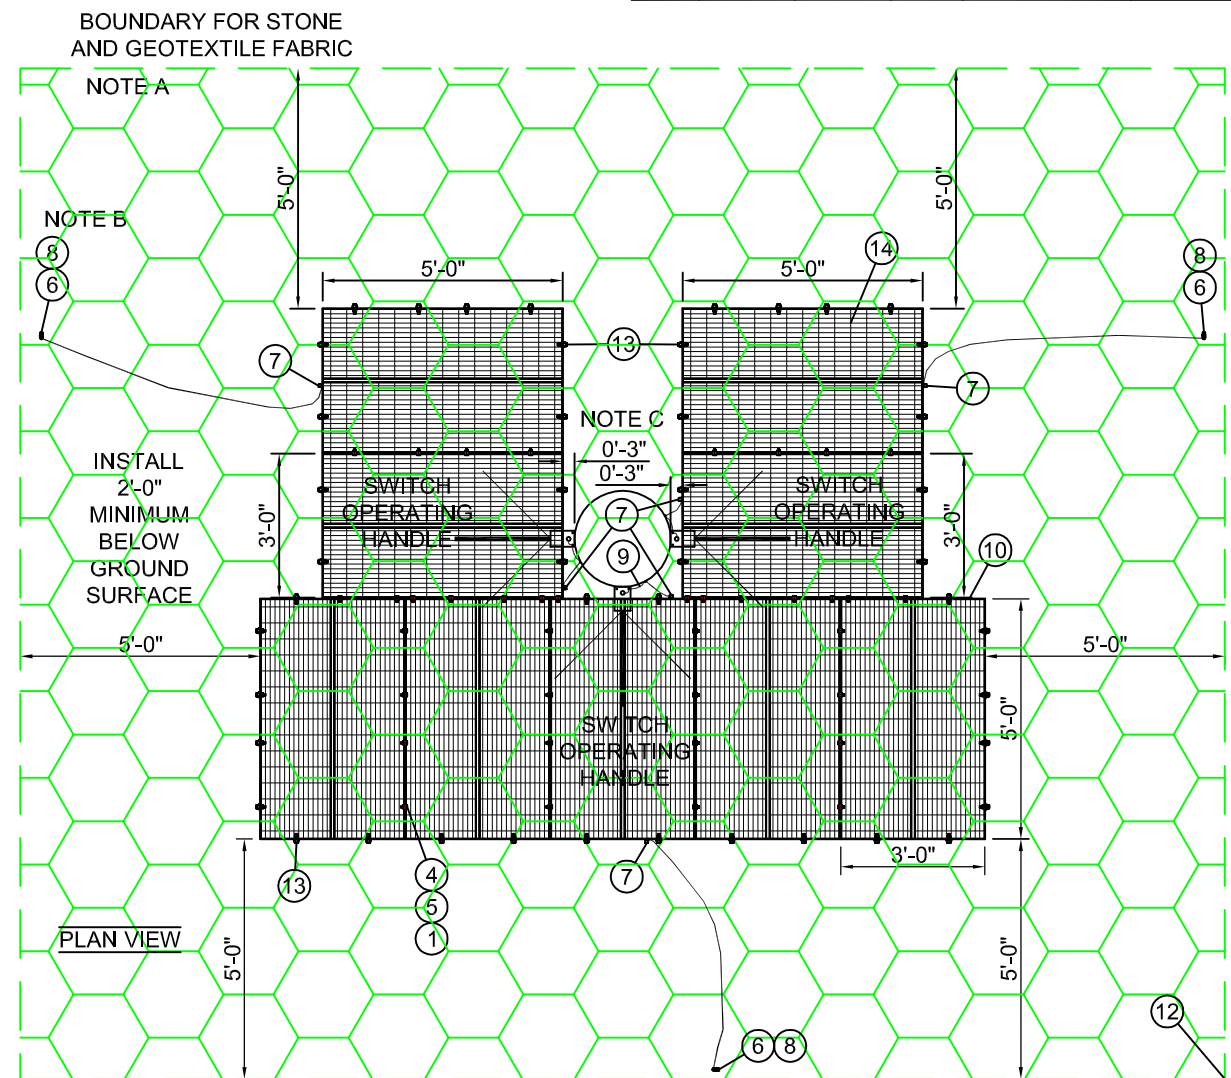 BOUNDARY FOR STONE
AND GEOTEXTILE FABRIC
NOTE A
5'-0"
5'-0"
NOTE B
8
6
5'-0"
5'-0"
14
8
6
13
7
7
NOTE C
0'-3"
0'-3"
INSTALL
2'-0"
MINIMUM
BELOW
GROUND
SURFACE
3'-0"
SWITCH
OPERATING
HANDLE
7
9
SWITCH
OPERATING
HANDLE
3'-0"
10
5'-0"
5'-0"
SWITCH
OPERATING
HANDLE
5'-0"
3'-0"
13
4
5
1
7
PLAN VIEW
5'-0"
5'-0"
6 8
12